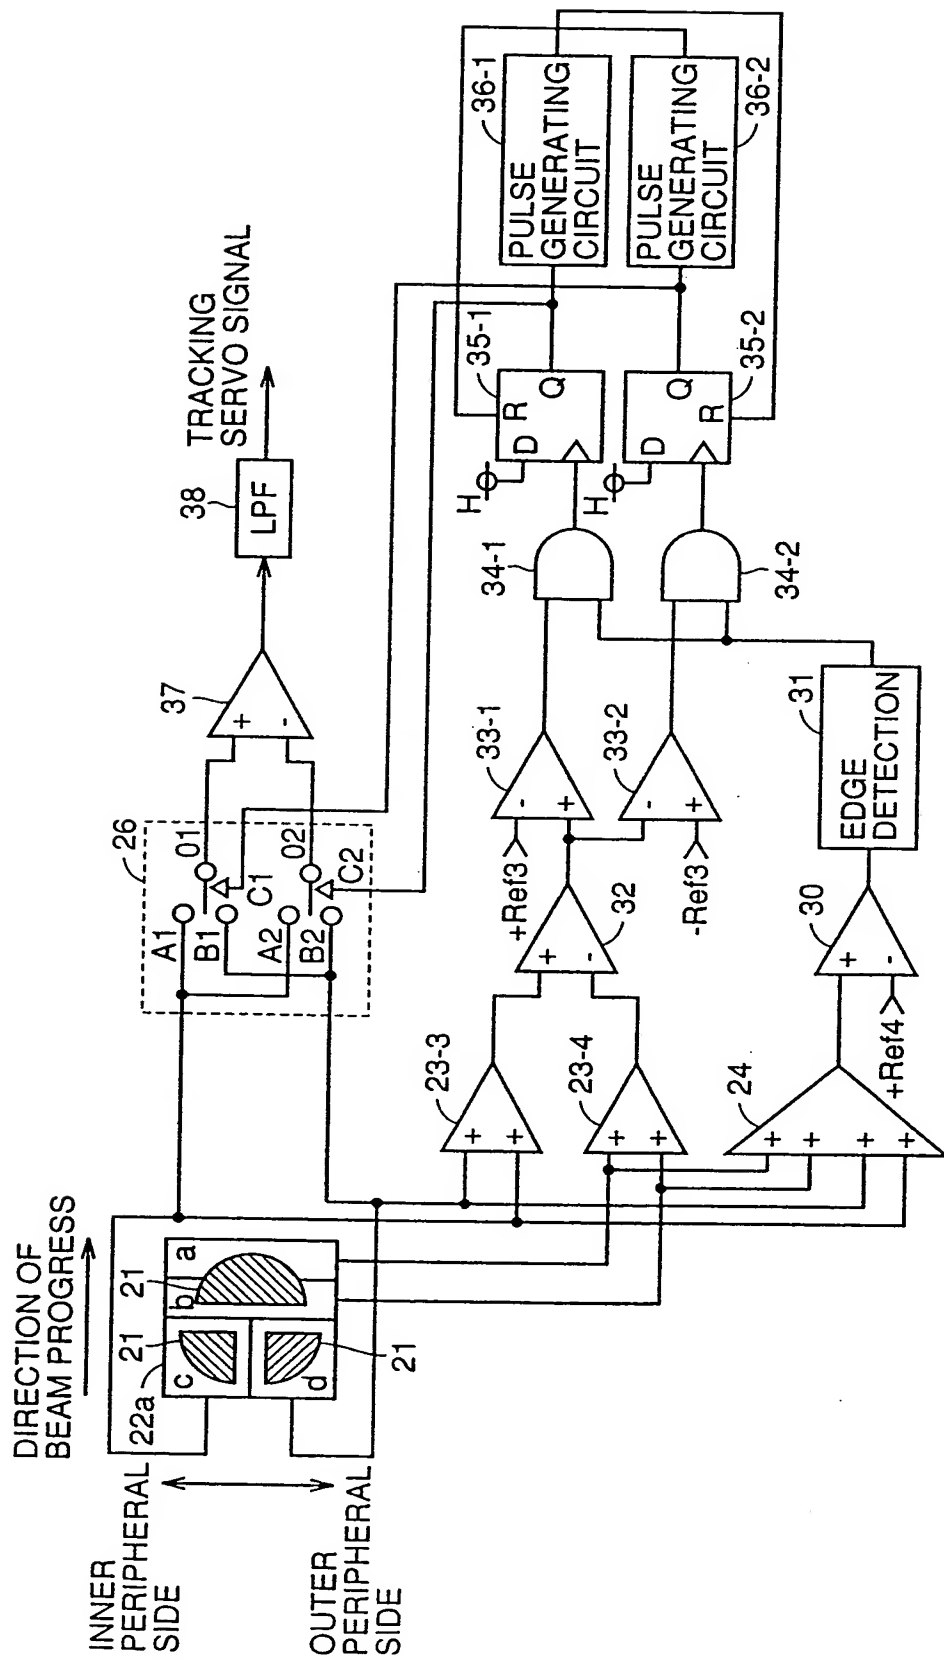 DIRECTION OF
BEAM PROGRESS
INNER
PERIPHERAL
SIDE
OUTER
PERIPHERAL
SIDE
22a
21
21
21
a
b
c
d
26
A1
B1
A2
B2
01
02
C1
C2
37
+
-
38
LPF
TRACKING
SERVO SIGNAL
23-3
+
+
23-4
+
+
24
+
+
+
+
32
+
-
+Ref3
-Ref3
33-1
-
+
33-2
-
+
30
+
-
+Ref4
31
EDGE
DETECTION
34-1
34-2
H
D
R
Q
35-1
H
D
R
Q
35-2
36-1
PULSE
GENERATING
CIRCUIT
36-2
PULSE
GENERATING
CIRCUIT